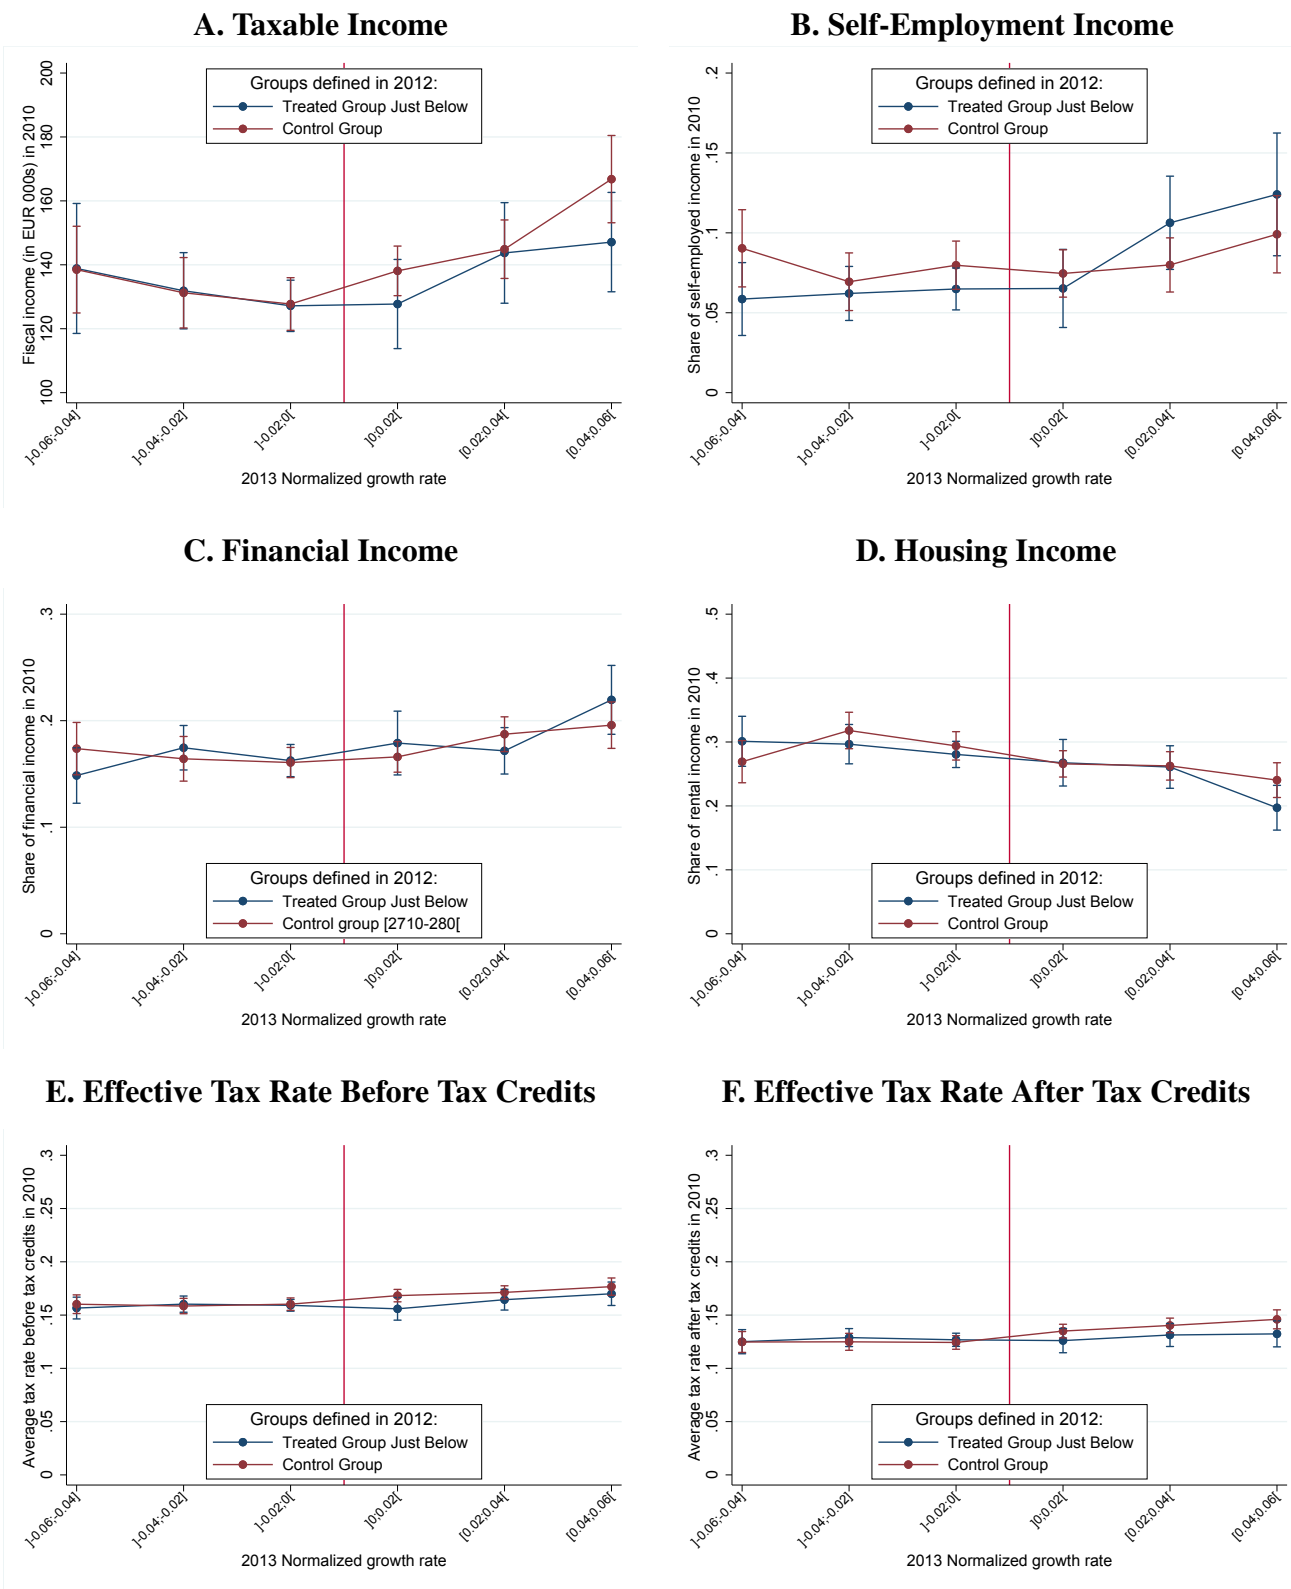 A. Taxable Income
Fiscal income (in EUR 000s) in 2010
200
180
160
140
120
100
Groups defined in 2012:
Treated Group Just Below
Control Group
]-0.06;-0.04]
]-0.04;-0.02]
]-0.02;0[
]0;0.02[
[0.02;0.04[
[0.04;0.06[
2013 Normalized growth rate
B. Self-Employment Income
Share of self-employed income in 2010
.2
.15
.1
.05
0
Groups defined in 2012:
Treated Group Just Below
Control Group
]-0.06;-0.04]
]-0.04;-0.02]
]-0.02;0[
]0;0.02[
[0.02;0.04[
[0.04;0.06[
2013 Normalized growth rate
C. Financial Income
Share of financial income in 2010
.3
.2
.1
0
Groups defined in 2012:
Treated Group Just Below
Control group [2710-280[
]-0.06;-0.04]
]-0.04;-0.02]
]-0.02;0[
]0;0.02[
[0.02;0.04[
[0.04;0.06[
2013 Normalized growth rate
D. Housing Income
Share of rental income in 2010
.5
.4
.3
.2
.1
0
Groups defined in 2012:
Treated Group Just Below
Control Group
]-0.06;-0.04]
]-0.04;-0.02]
]-0.02;0[
]0;0.02[
[0.02;0.04[
[0.04;0.06[
2013 Normalized growth rate
E. Effective Tax Rate Before Tax Credits
Average tax rate before tax credits in 2010
.3
.25
.2
.15
.1
.05
0
Groups defined in 2012:
Treated Group Just Below
Control Group
]-0.06;-0.04]
]-0.04;-0.02]
]-0.02;0[
]0;0.02[
[0.02;0.04[
[0.04;0.06[
2013 Normalized growth rate
F. Effective Tax Rate After Tax Credits
Average tax rate after tax credits in 2010
.3
.25
.2
.15
.1
.05
0
Groups defined in 2012:
Treated Group Just Below
Control Group
]-0.06;-0.04]
]-0.04;-0.02]
]-0.02;0[
]0;0.02[
[0.02;0.04[
[0.04;0.06[
2013 Normalized growth rate